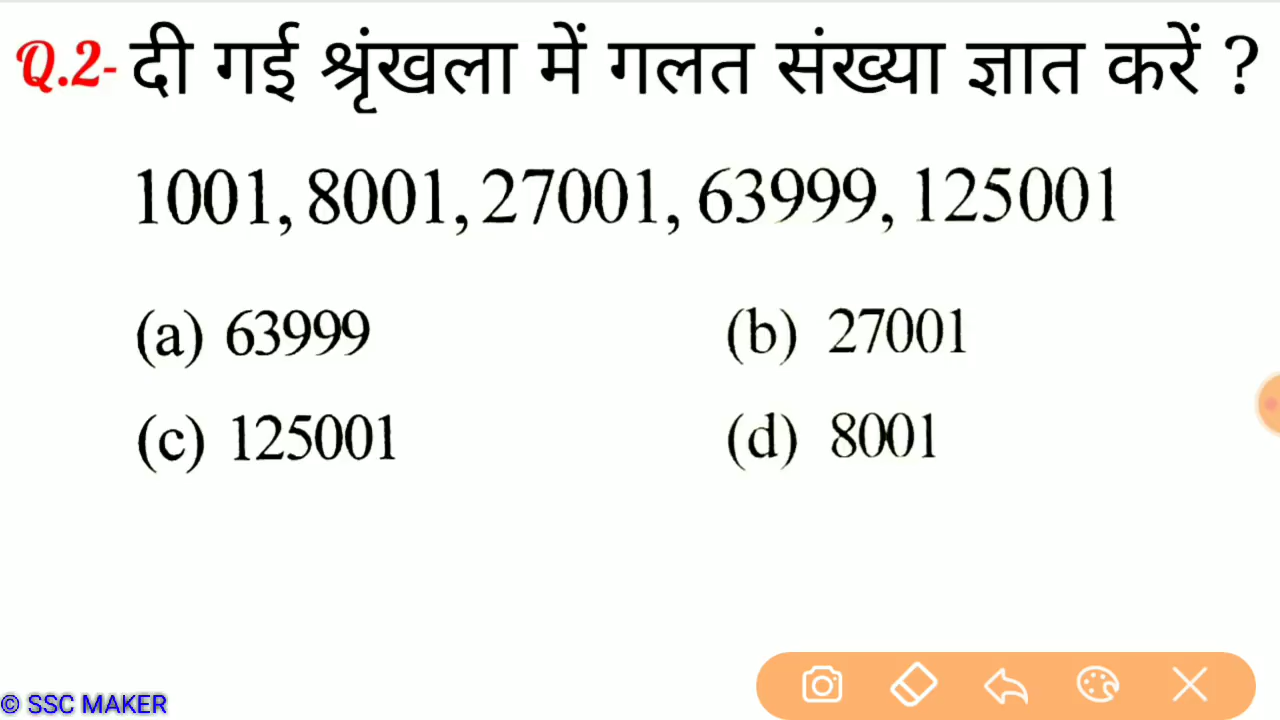 Q.2- दी गई श्रृंखला में गलत संख्या ज्ञात करें ?
1001, 8001, 27001, 63999, 125001
(a) 63999 (b) 27001
(c) 125001 (d) 8001
© SSC MAKER